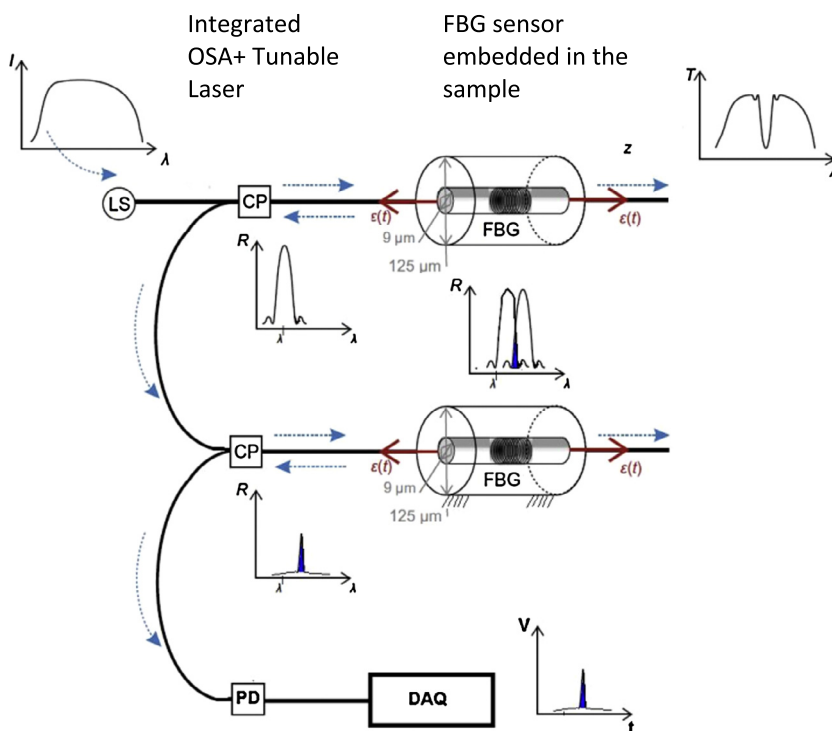 Integrated
OSA+ Tunable
Laser
FBG sensor
embedded in the
sample
I
λ
T
z
LS
CP
ε(t)
FBG
ε(t)
9 µm
125 µm
R
λ
λ
R
λ
λ
CP
ε(t)
FBG
ε(t)
9 µm
125 µm
R
λ
λ
V
t
PD
DAQ